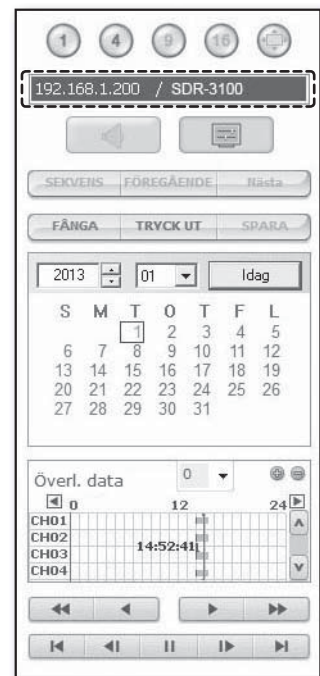 1 4 9 16
192.168.1.200 / SDR-3100
SEKVENS FÖREGÅENDE Nästa
FÅNGA TRYCK UT SPARA
2013 01 Idag
S M T O T F L
1 2 3 4 5
6 7 8 9 10 11 12
13 14 15 16 17 18 19
20 21 22 23 24 25 26
27 28 29 30 31
Överl. data 0
0 12 24
CH01
CH02
CH03 14:52:41
CH04